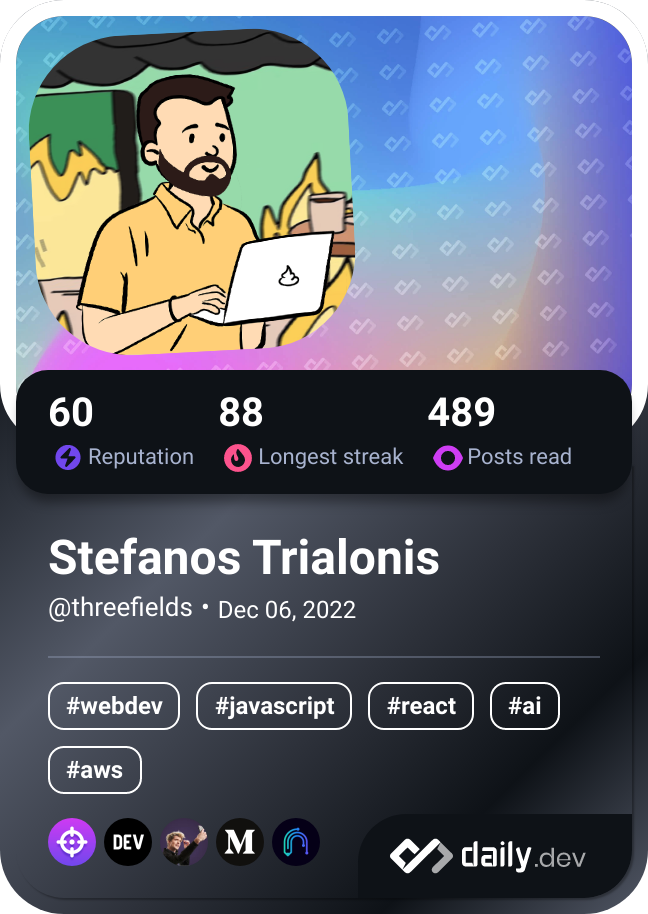 60 88 489
Reputation Longest streak Posts read
Stefanos Trialonis
@threefields • Dec 06, 2022
#webdev #javascript #react #ai
#aws
DEV M
daily.dev